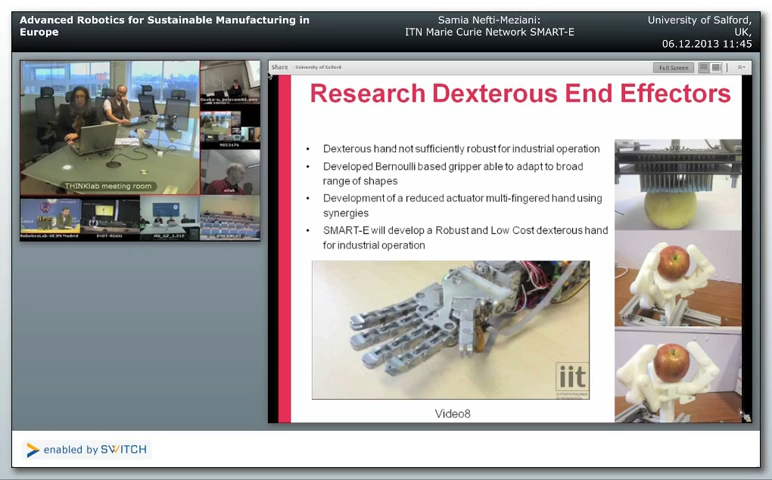 Advanced Robotics for Sustainable Manufacturing in
Europe
Samia Nefti-Meziani:
ITN Marie Curie Network SMART-E
University of Salford,
UK,
06.12.2013 11:45
Share
University of Salford
Full Screen
Research Dexterous End Effectors
• Dexterous hand not sufficiently robust for industrial operation
• Developed Bernoulli based gripper able to adapt to broad
range of shapes
• Development of a reduced actuator multi-fingered hand using
synergies
• SMART-E will develop a Robust and Low Cost dexterous hand
for industrial operation
iit
Video8
THINKlab meeting room
enabled by SWITCH